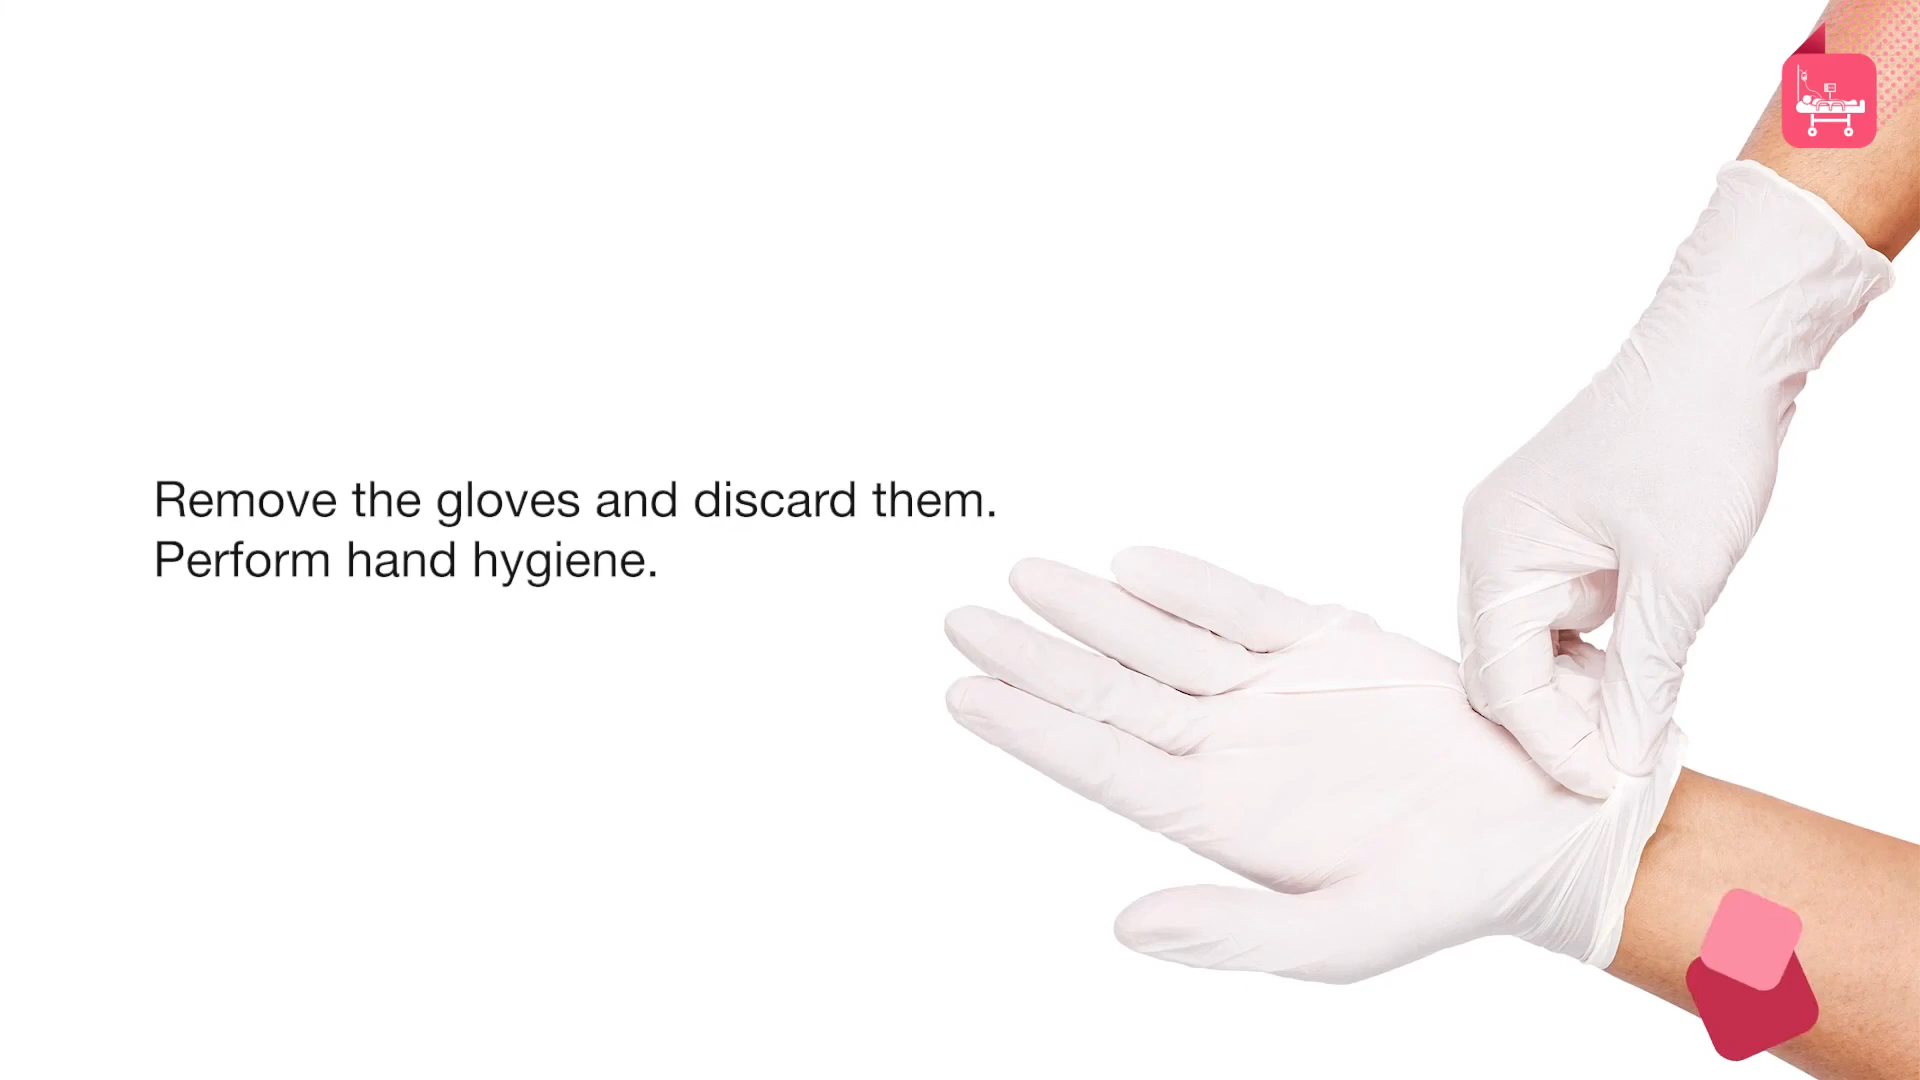 Remove the gloves and discard them.
Perform hand hygiene.